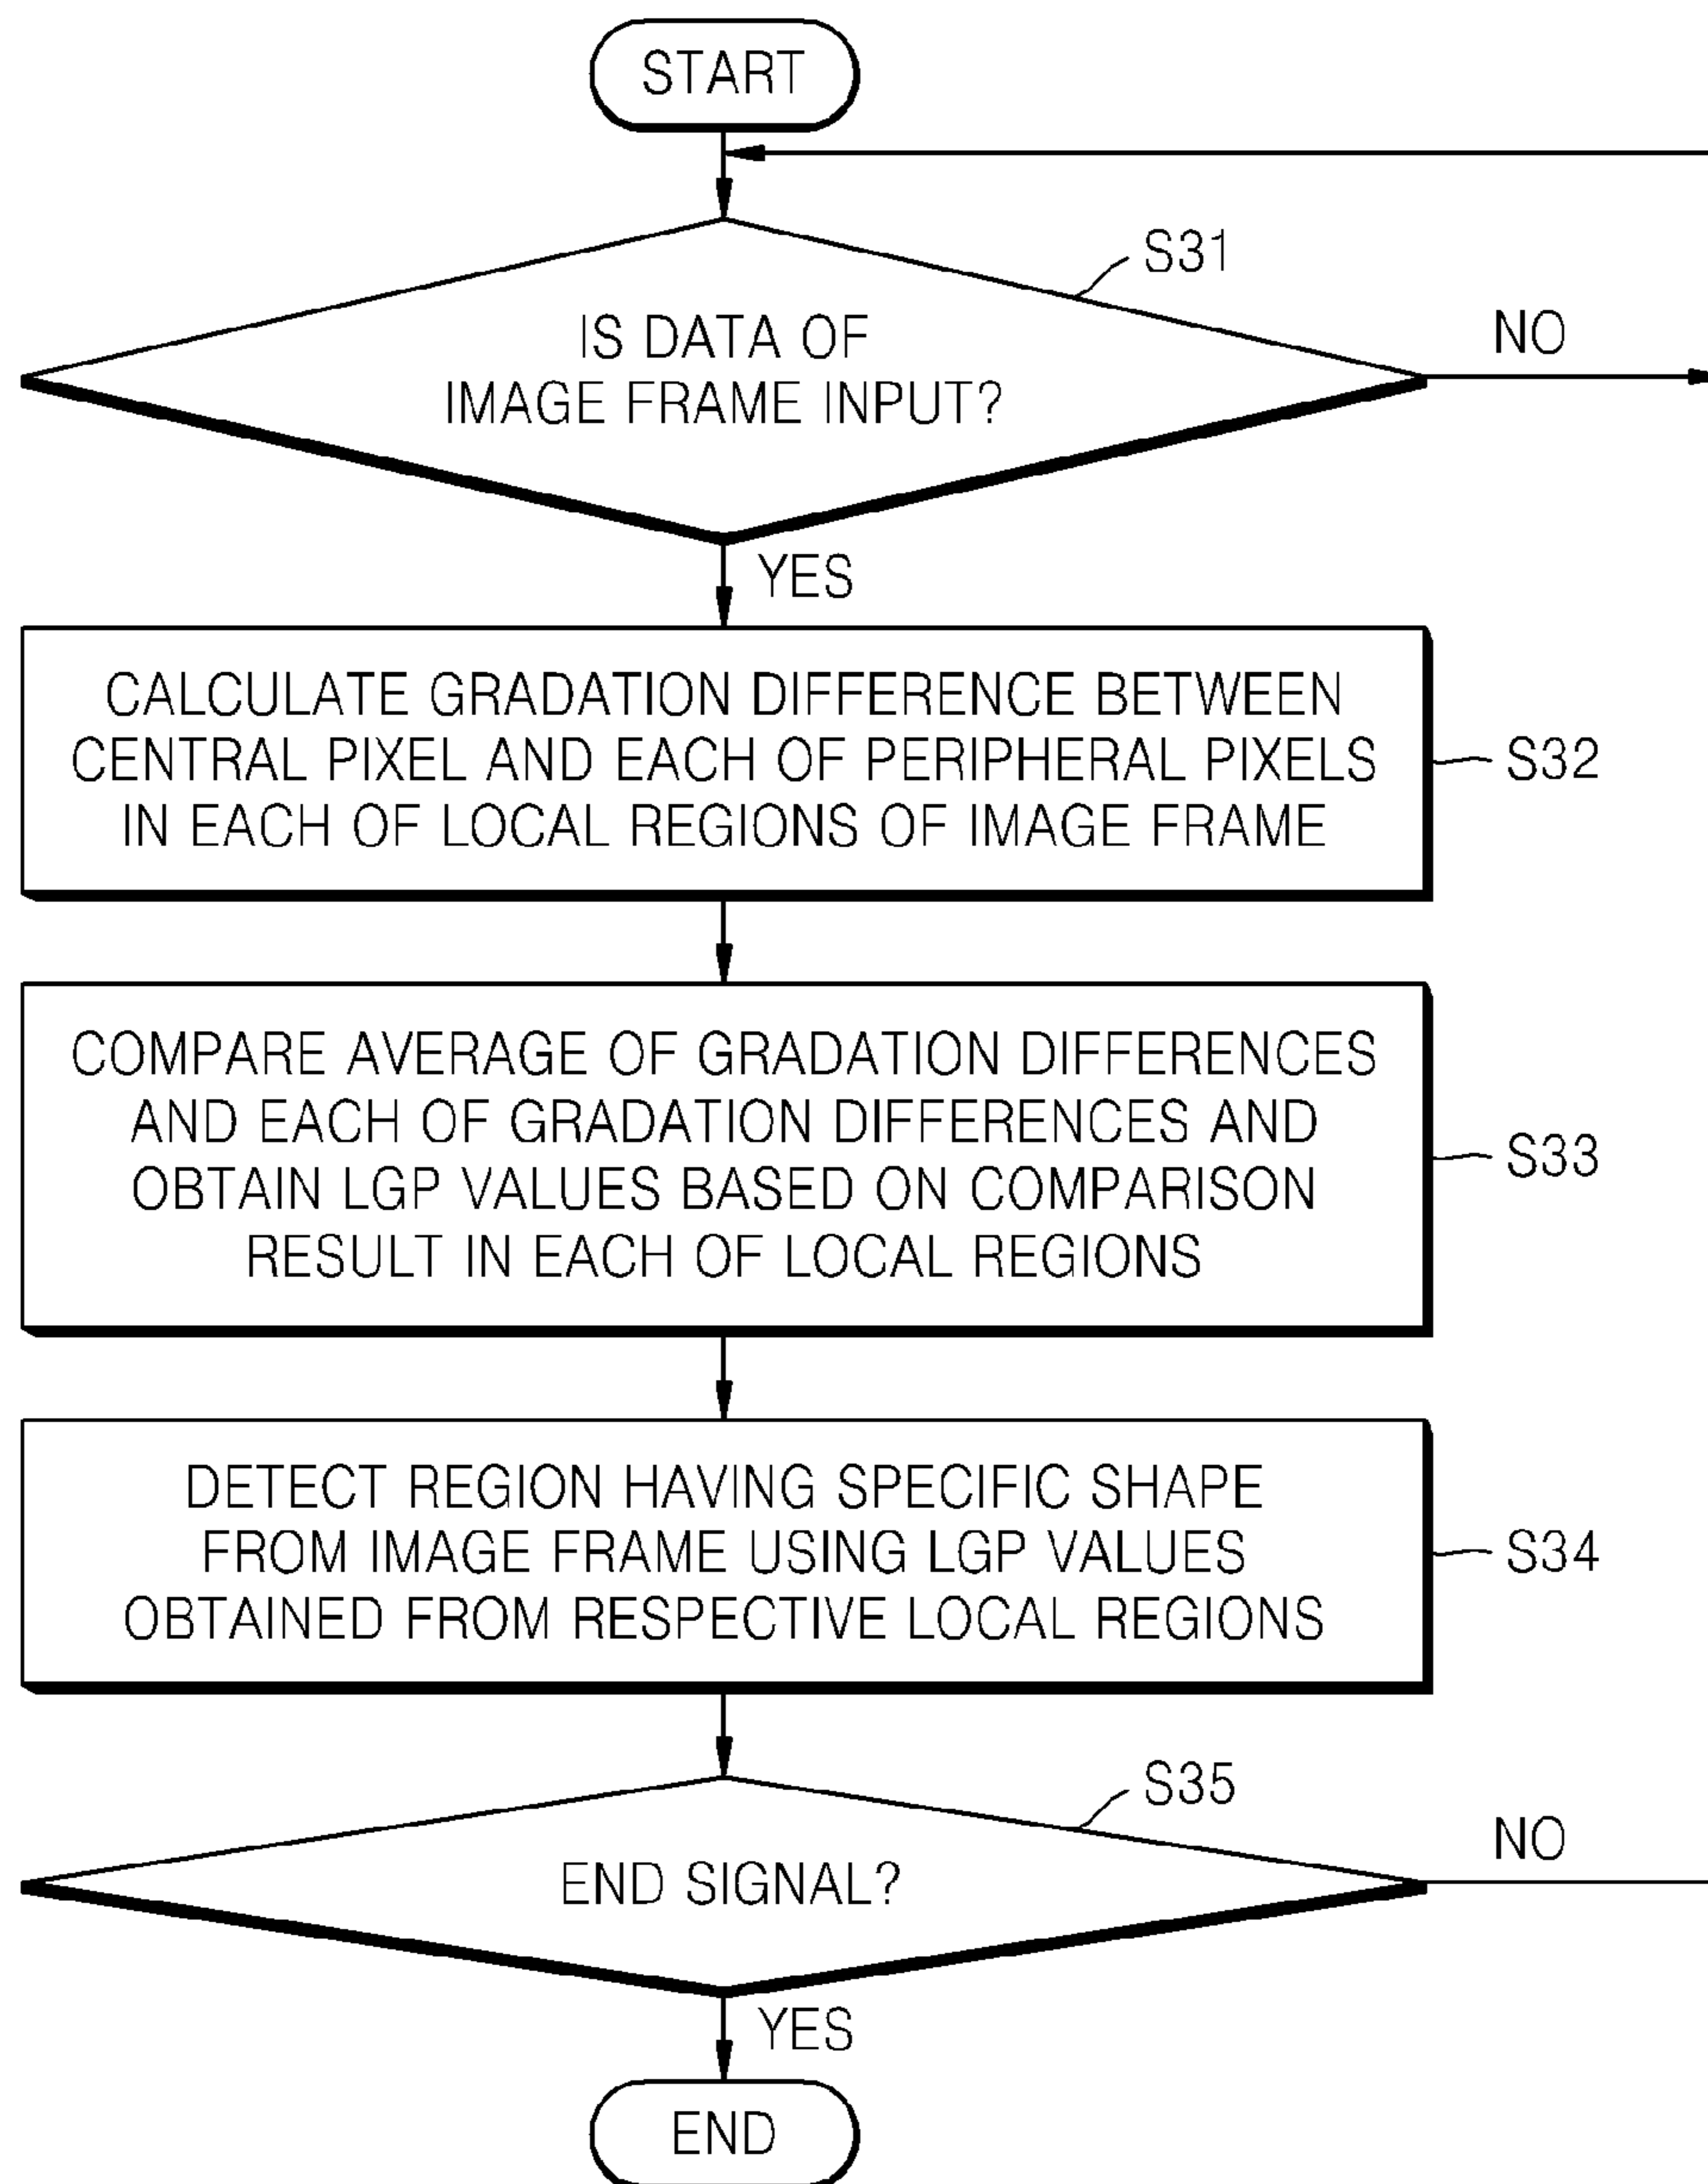 START
S31
IS DATA OF
IMAGE FRAME INPUT?
NO
YES
CALCULATE GRADATION DIFFERENCE BETWEEN
CENTRAL PIXEL AND EACH OF PERIPHERAL PIXELS
IN EACH OF LOCAL REGIONS OF IMAGE FRAME
S32
COMPARE AVERAGE OF GRADATION DIFFERENCES
AND EACH OF GRADATION DIFFERENCES AND
OBTAIN LGP VALUES BASED ON COMPARISON
RESULT IN EACH OF LOCAL REGIONS
S33
DETECT REGION HAVING SPECIFIC SHAPE
FROM IMAGE FRAME USING LGP VALUES
OBTAINED FROM RESPECTIVE LOCAL REGIONS
S34
S35
END SIGNAL?
NO
YES
END